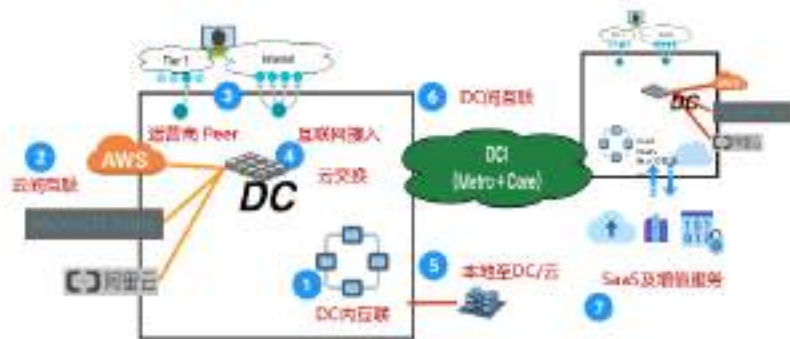 Tier 1
Internet
3
运营商 Peer
互联网接入
2
云间互联
AWS
4
云交换
DC
阿里云
1
DC内互联
6
DC间互联
DCI
(Metro+Core)
5
本地至DC/云
DC
SaaS及增值服务
7